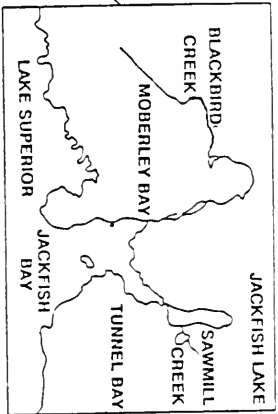 JACKFISH LAKE
BLACKBIRD
CREEK
SAWMILL
CREEK
MOBERLEY BAY
TUNNEL BAY
JACKFISH
BAY
LAKE SUPERIOR